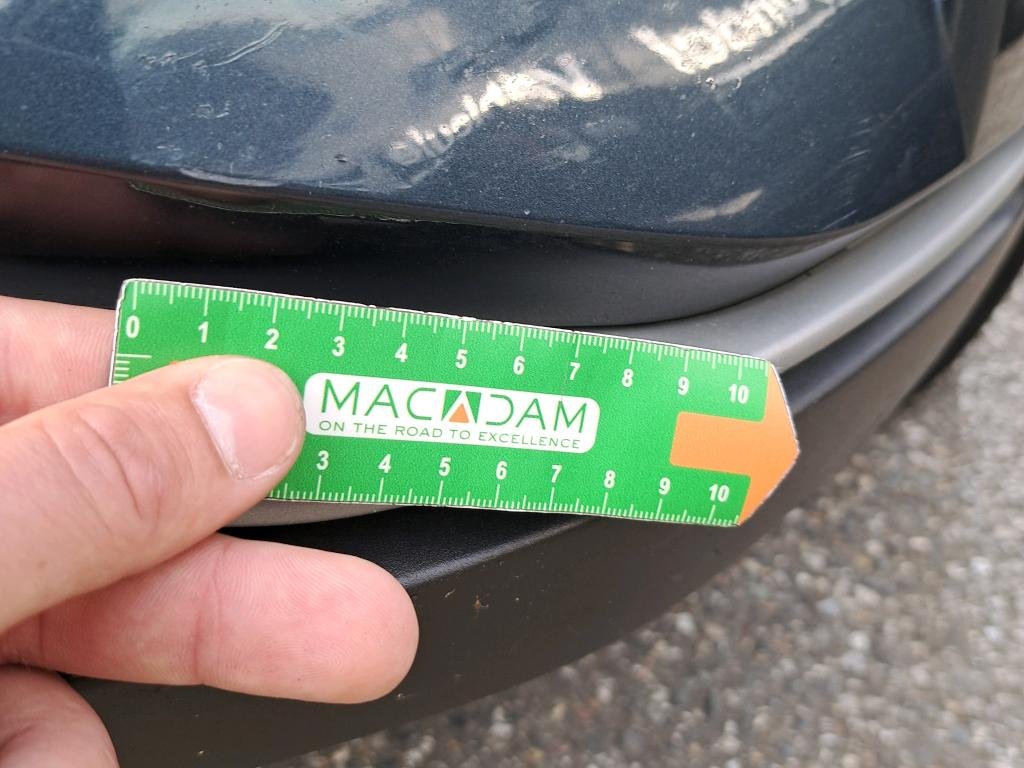 0 1 2 3 4 5 6 7 8 9 10
MACADAM
ON THE ROAD TO EXCELLENCE
3 4 5 6 7 8 9 10